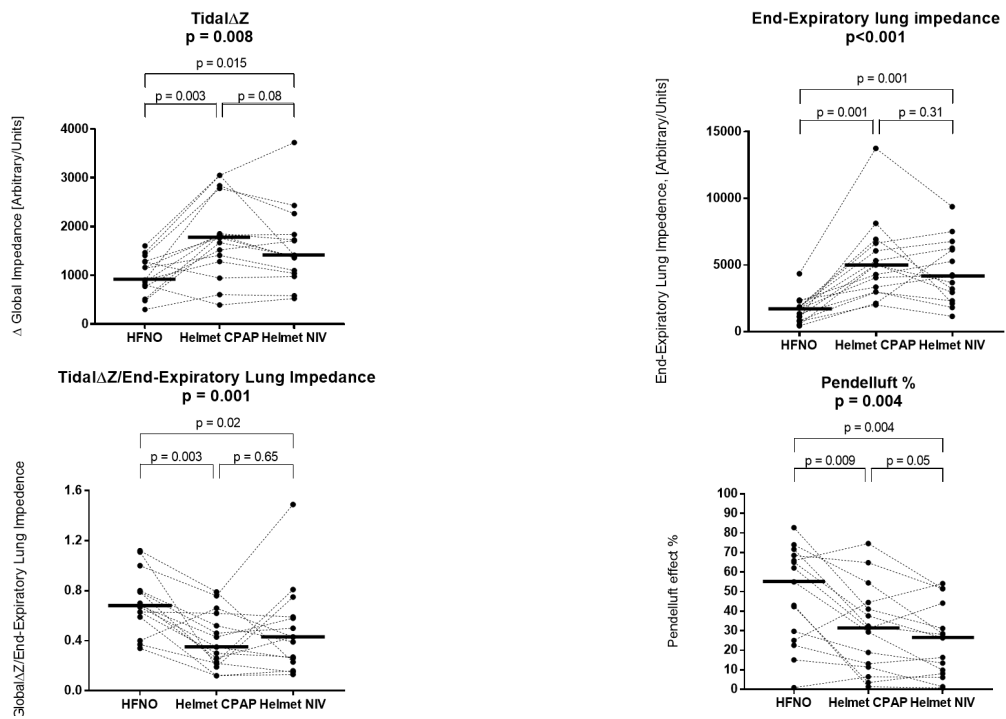 TidalΔZ
p = 0.008
p = 0.015
p = 0.003
p = 0.08
Δ Global Impedance [Arbitrary/Units]
4000
3000
2000
1000
0
HFNO
Helmet CPAP
Helmet NIV
End-Expiratory lung impedance
p<0.001
p = 0.001
p = 0.001
p = 0.31
End-Expiratory Lung Impedence, [Arbitrary/Units]
15000
10000
5000
0
HFNO
Helmet CPAP
Helmet NIV
TidalΔZ/End-Expiratory Lung Impedance
p = 0.001
p = 0.02
p = 0.003
p = 0.65
GlobalΔZ/End-Expiratory Lung Impedence
1.6
1.2
0.8
0.4
0.0
HFNO
Helmet CPAP
Helmet NIV
Pendelluft %
p = 0.004
p = 0.004
p = 0.009
p = 0.05
Pendelluft effect %
100
90
80
70
60
50
40
30
20
10
0
HFNO
Helmet CPAP
Helmet NIV